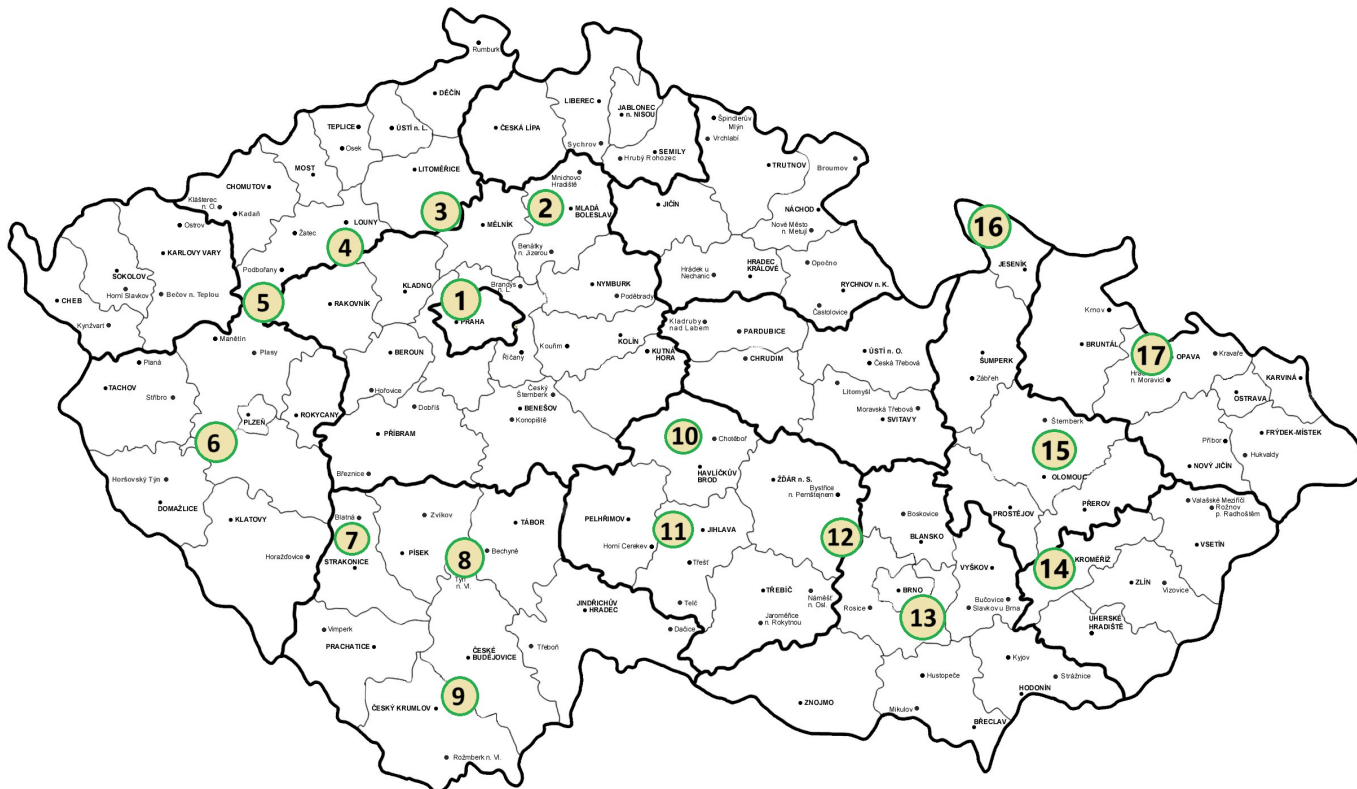 Rumburk
DĚČÍN
LIBEREC
JABLONEC
n. NISOU
Špindlerův
Mlýn
TEPLICE
ÚSTÍ n. L.
ČESKÁ LÍPA
Vrchlabí
Osek
Sychrov
SEMILY
Hrubý Rohozec
MOST
LITOMĚŘICE
Mnichovo
Hradiště
TRUTNOV
Broumov
CHOMUTOV
Klášterec
n. O.
Kadaň
3
2
MLADÁ
BOLESLAV
JIČÍN
NÁCHOD
Nové Město
n. Metují
Ostrov
LOUNY
Žatec
4
MĚLNÍK
16
KARLOVY VARY
Benátky
n. Jizerou
Opočno
JESENÍK
SOKOLOV
Horní Slavkov
Podbořany
Hrádek u
Nechanic
HRADEC
KRÁLOVÉ
CHEB
Bečov n. Teplou
5
RAKOVNÍK
KLADNO
1
Brandýs
n. L.
NYMBURK
Poděbrady
RYCHNOV n. K.
Častolovice
Krnov
Kynžvart
PRAHA
Kladruby
nad Labem
PARDUBICE
Manětín
Plasy
BEROUN
Říčany
Kouřim
KOLÍN
KUTNÁ
HORA
CHRUDIM
ÚSTÍ n. O.
Česká Třebová
BRUNTÁL
17
OPAVA
Kravaře
Planá
TACHOV
Stříbro
Hořovice
Český
Šternberk
ŠUMPERK
Zábřeh
n. Moravicí
KARVINÁ
OSTRAVA
PLZEŇ
ROKYCANY
Dobříš
BENEŠOV
Konopiště
Litomyšl
Moravská Třebová
SVITAVY
Šternberk
6
PŘÍBRAM
10
Chotěboř
15
Příbor
FRÝDEK-MÍSTEK
Hukvaldy
Horšovský Týn
Březnice
HAVLÍČKŮV
BROD
ŽĎÁR n. S.
Bystřice
n. Pernštejnem
OLOMOUC
NOVÝ JIČÍN
DOMAŽLICE
KLATOVY
Blatná
Zvíkov
TÁBOR
PELHŘIMOV
Boskovice
PROSTĚJOV
PŘEROV
Valašské Meziříčí
Rožnov
p. Radhoštěm
7
8
Bechyně
11
JIHLAVA
12
BLANSKO
VSETÍN
Horažďovice
STRAKONICE
PÍSEK
Týn
n. Vl.
Horní Cerekev
Třešť
VYŠKOV
14
KROMĚŘÍŽ
JINDŘICHŮV
HRADEC
TŘEBÍČ
Náměšť
n. Osl.
BRNO
Bučovice
Slavkov u Brna
ZLÍN
Vizovice
Telč
Jaroměřice
n. Rokytnou
Rosice
13
UHERSKÉ
HRADIŠTĚ
Vimperk
PRACHATICE
ČESKÉ
BUDĚJOVICE
Třeboň
Dačice
Kyjov
9
Hustopeče
Strážnice
ČESKÝ KRUMLOV
ZNOJMO
Mikulov
HODONÍN
BŘECLAV
Rožmberk n. Vl.